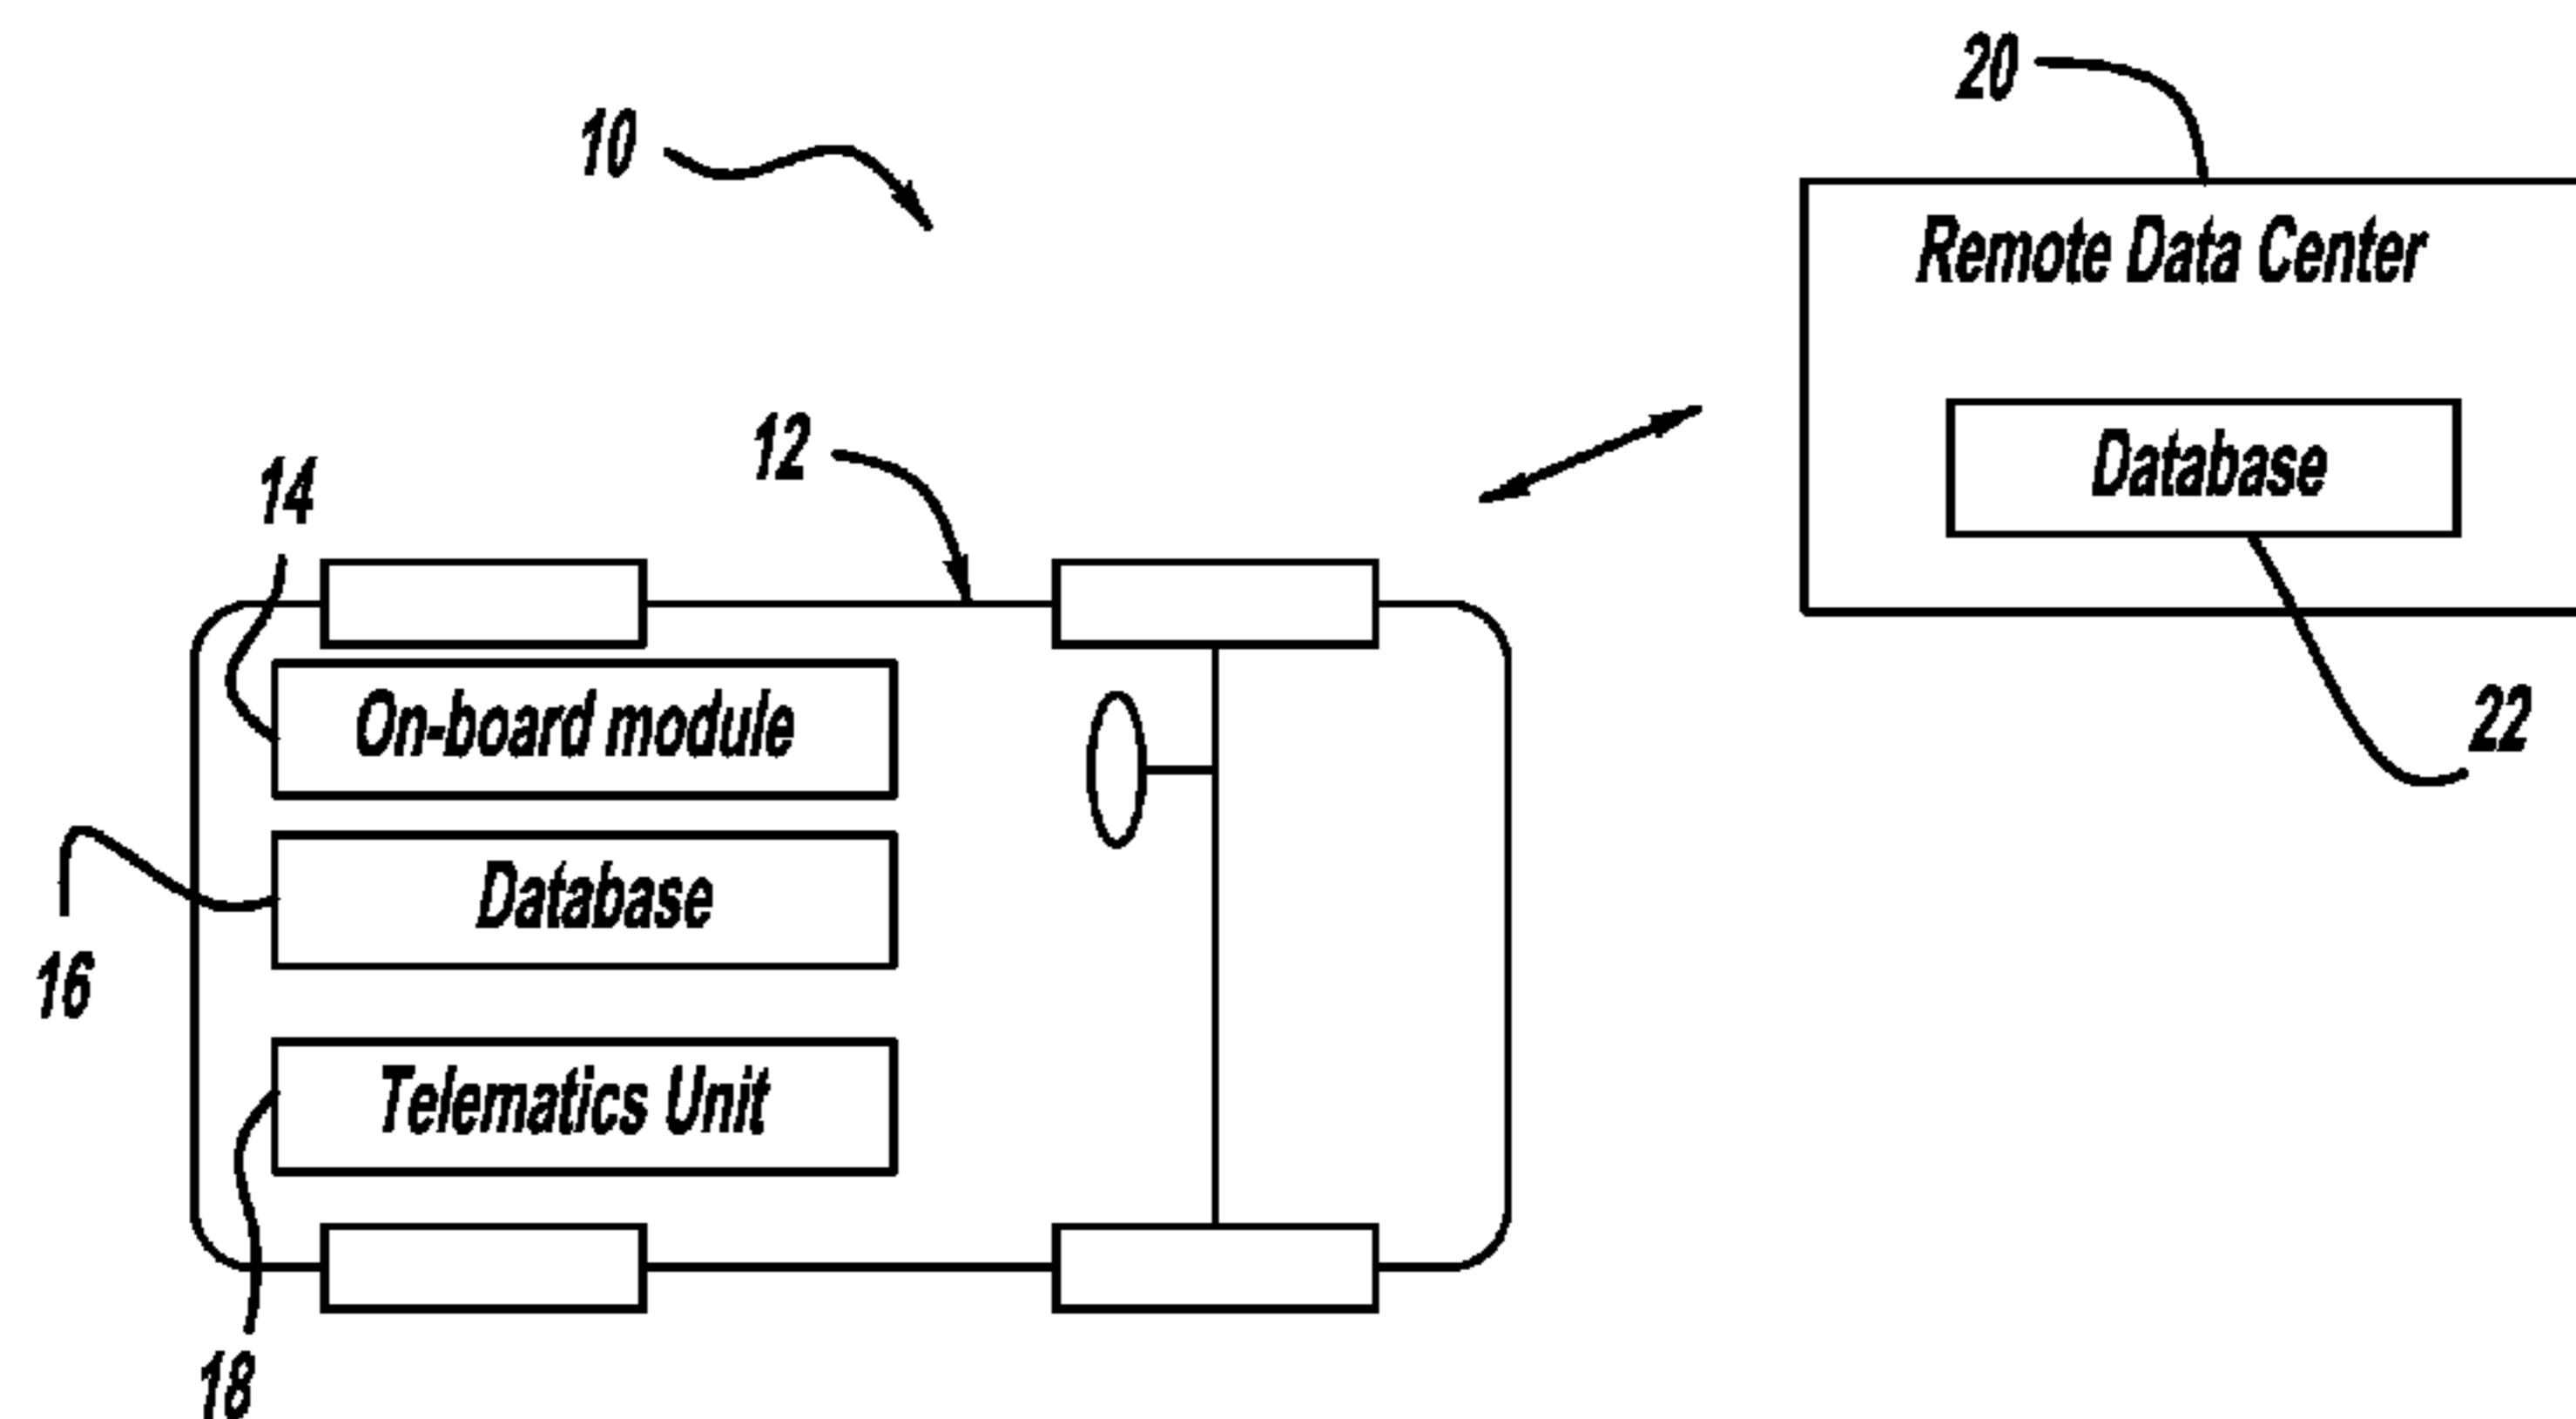 20
10
Remote Data Center
12
Database
14
22
On-board module
Database
16
Telematics Unit
18